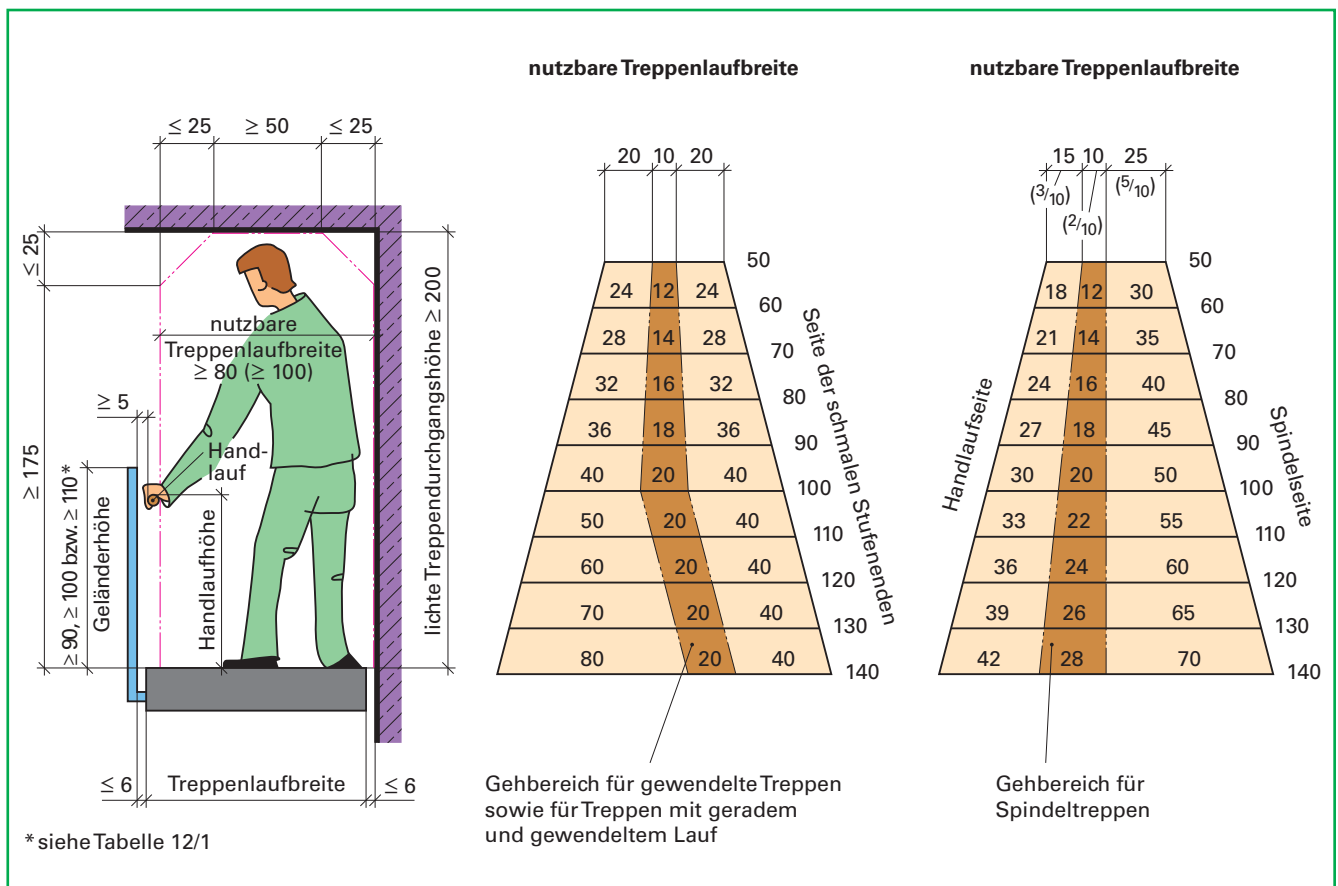 ≤ 25 ≥ 50 ≤ 25
≤ 25
≥ 175
≥ 5
≥ 90, ≥ 100 bzw. ≥ 110*
Geländerhöhe
nutzbare
Treppenlaufbreite
≥ 80 (≥ 100)
Hand-
lauf
Handlaufhöhe
lichte Treppendurchgangshöhe ≥ 200
≤ 6 Treppenlaufbreite ≤ 6
* siehe Tabelle 12/1
nutzbare Treppenlaufbreite
20 10 20
50
24 12 24
60
28 14 28
70
32 16 32
80
36 18 36
90
40 20 40
100
50 20 40
110
60 20 40
120
70 20 40
130
80 20 40
140
Seite der schmalen Stufenenden
Gehbereich für gewendelte Treppen
sowie für Treppen mit geradem
und gewendeltem Lauf
nutzbare Treppenlaufbreite
15 10 25
(3/10) (2/10) (5/10)
50
18 12 30
60
21 14 35
70
24 16 40
80
27 18 45
90
30 20 50
100
33 22 55
110
36 24 60
120
39 26 65
130
42 28 70
140
Handlaufseite
Spindelseite
Gehbereich für
Spindeltreppen